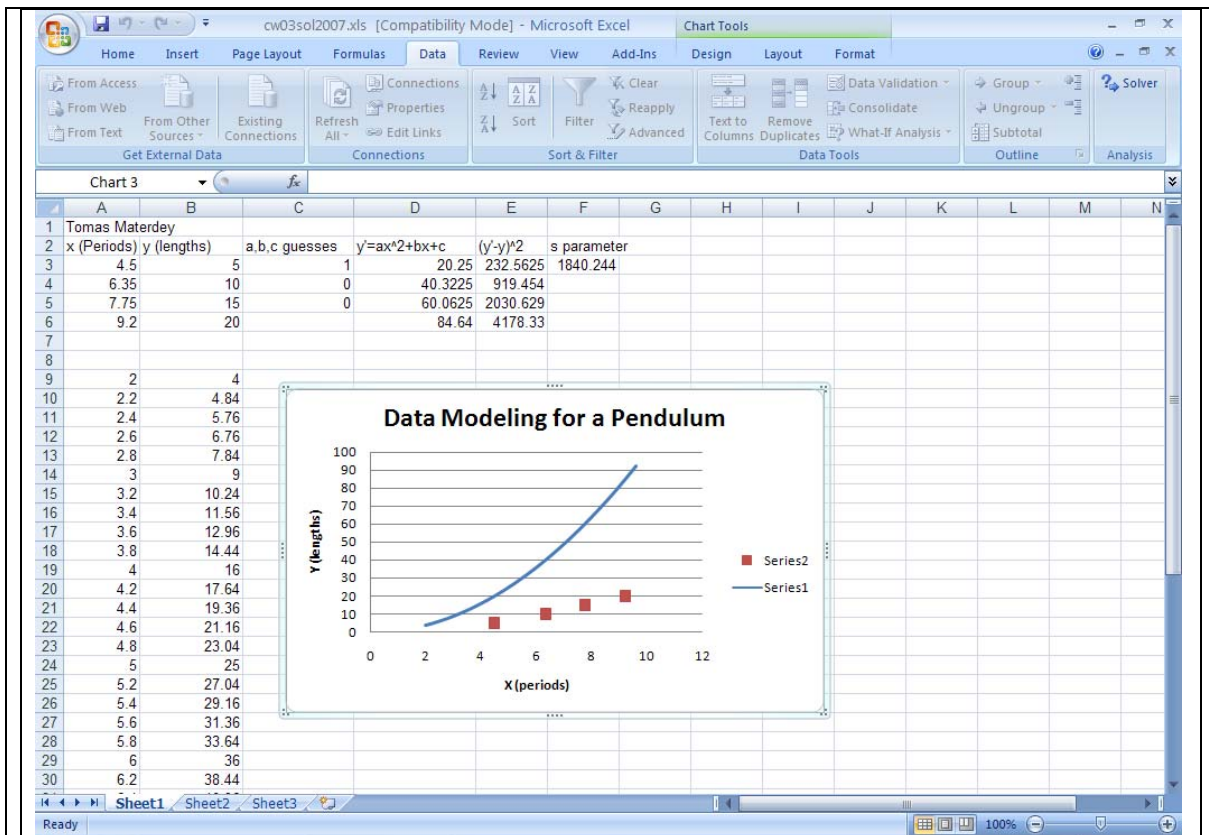 cw03sol2007.xls [Compatibility Mode] - Microsoft Excel Chart Tools
Home Insert Page Layout Formulas Data Review View Add-Ins Design Layout Format
From Access
From Web
From Text
From Other Sources
Existing Connections
Get External Data
Refresh All
Connections
Properties
Edit Links
Connections
Sort
Filter
Clear
Reapply
Advanced
Sort & Filter
Text to Columns
Remove Duplicates
Data Validation
Consolidate
What-If Analysis
Data Tools
Group
Ungroup
Subtotal
Outline
Solver
Analysis
Chart 3 fx
A B C D E F G H I J K L M N
1 Tomas Materdey
2 x (Periods) y (lengths) a,b,c guesses y'=ax^2+bx+c (y'-y)^2 s parameter
3 4.5 5 1 20.25 232.5625 1840.244
4 6.35 10 0 40.3225 919.454
5 7.75 15 0 60.0625 2030.629
6 9.2 20 84.64 4178.33
7
8
9 2 4
10 2.2 4.84
11 2.4 5.76
12 2.6 6.76
13 2.8 7.84
14 3 9
15 3.2 10.24
16 3.4 11.56
17 3.6 12.96
18 3.8 14.44
19 4 16
20 4.2 17.64
21 4.4 19.36
22 4.6 21.16
23 4.8 23.04
24 5 25
25 5.2 27.04
26 5.4 29.16
27 5.6 31.36
28 5.8 33.64
29 6 36
30 6.2 38.44
Data Modeling for a Pendulum
Y (lengths)
100
90
80
70
60
50
40
30
20
10
0
0 2 4 6 8 10 12
X (periods)
Series2
Series1
Sheet1 Sheet2 Sheet3
Ready 100%